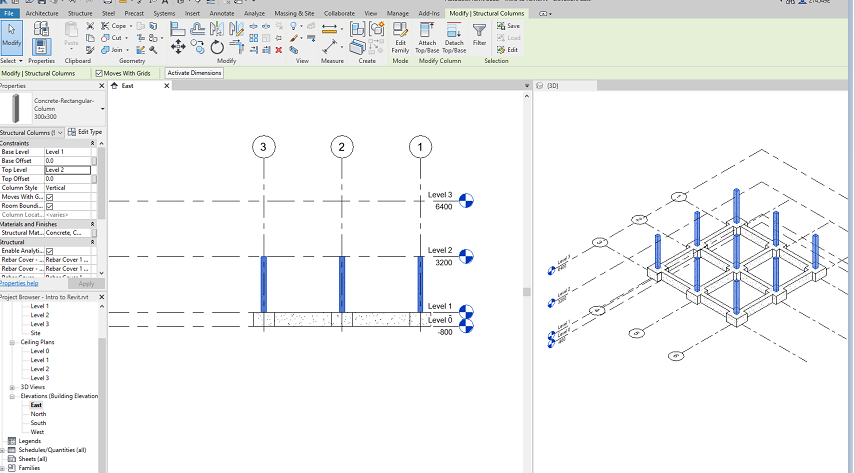 File Architecture Structure Steel Precast Systems Insert Annotate Analyze Massing & Site Collaborate View Manage Add-Ins Modify | Structural Columns
Modify
Properties
Paste
Cope
Cut
Join
Edit Family
Attach Top/Base
Detach Top/Base
Filter
Save
Load
Edit
Select Properties Clipboard Geometry Modify View Measure Create Mode Modify Column Selection
Modify | Structural Columns Moves With Grids Activate Dimensions
Properties
East
(3D)
Concrete-Rectangular-
Column
300x300
Structural Columns (
Edit Type
Constraints
Base Level Level 1
Base Offset 0.0
Top Level Level 2
Top Offset 0.0
Column Style Vertical
Moves With G...
Room Boundi...
Column Locat... <varies>
Materials and Finishes
Structural Mat... Concrete, C...
Structural
Enable Analyti...
Rebar Cover - ... Rebar Cover 1 ...
Rebar Cover - ... Rebar Cover 1 ...
Properties help
Apply
Project Browser - Intro to Revit.rvt
Level 1
Level 2
Level 3
Site
Ceiling Plans
Level 0
Level 1
Level 2
Level 3
3D Views
Elevations (Building Elevation
East
North
South
West
Legends
Schedules/Quantities (all)
Sheets (all)
Families
3
2
1
Level 3
6400
Level 2
3200
Level 1
Level 0
-800
Level 3
Level 2